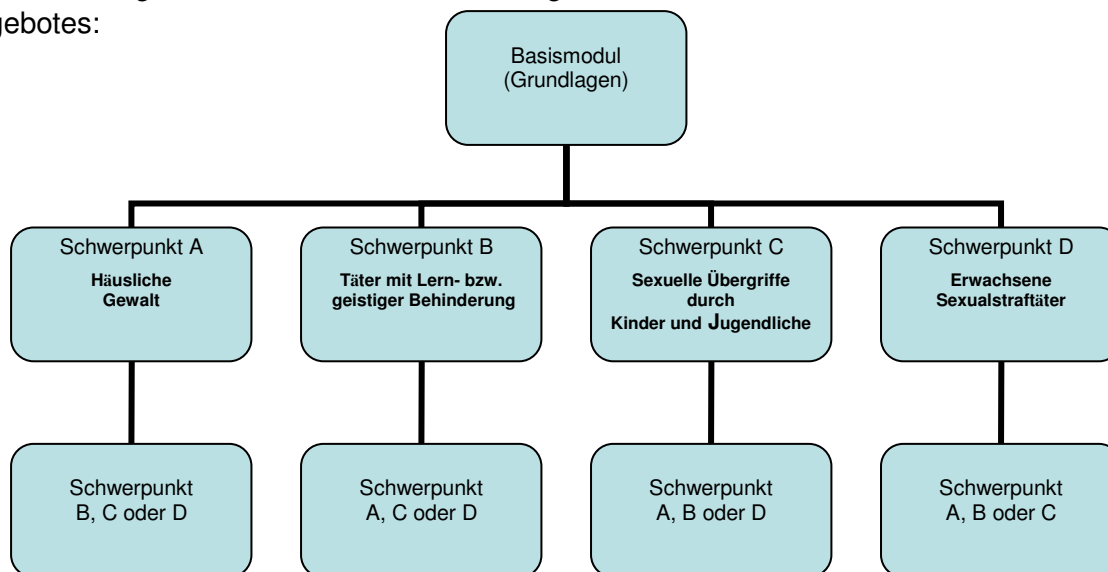 gebotes:
Basismodul
(Grundlagen)
Schwerpunkt A
Häusliche
Gewalt
Schwerpunkt B
Täter mit Lern- bzw.
geistiger Behinderung
Schwerpunkt C
Sexuelle Übergriffe
durch
Kinder und Jugendliche
Schwerpunkt D
Erwachsene
Sexualstraftäter
Schwerpunkt
B, C oder D
Schwerpunkt
A, C oder D
Schwerpunkt
A, B oder D
Schwerpunkt
A, B oder C